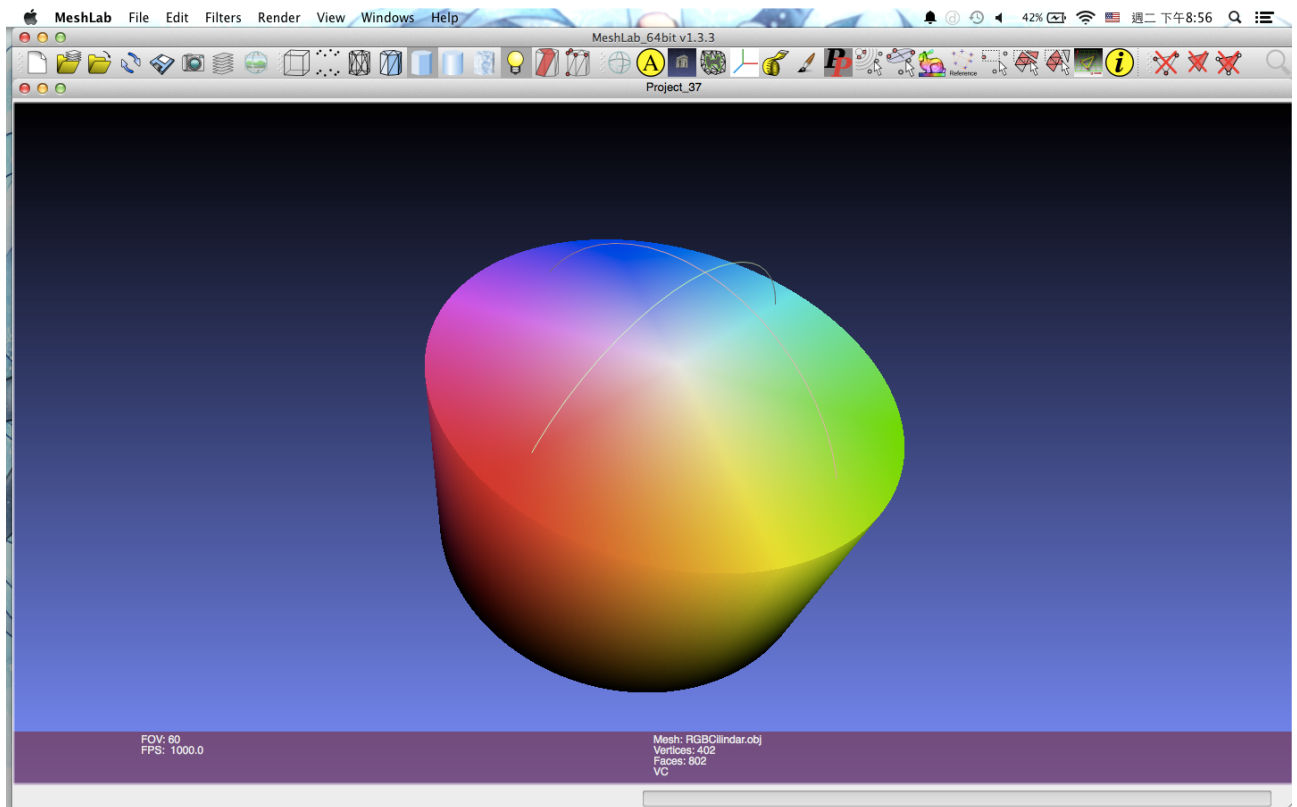 MeshLab File Edit Filters Render View Windows Help 42% 週二 下午8:56
MeshLab_64bit v1.3.3
A Pp Reference i
Project_37
FOV: 60
FPS: 1000.0
Mesh: RGBCilindar.obj
Vertices: 402
Faces: 802
VC